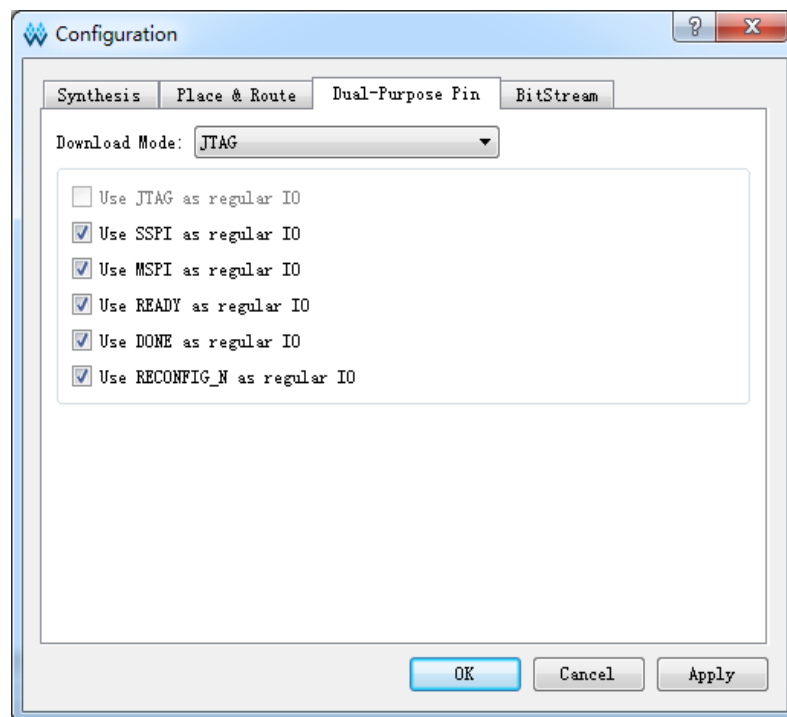 Configuration
Synthesis Place & Route Dual-Purpose Pin BitStream
Download Mode: JTAG
Use JTAG as regular IO
Use SSPI as regular IO
Use MSPI as regular IO
Use READY as regular IO
Use DONE as regular IO
Use RECONFIG_N as regular IO
OK Cancel Apply